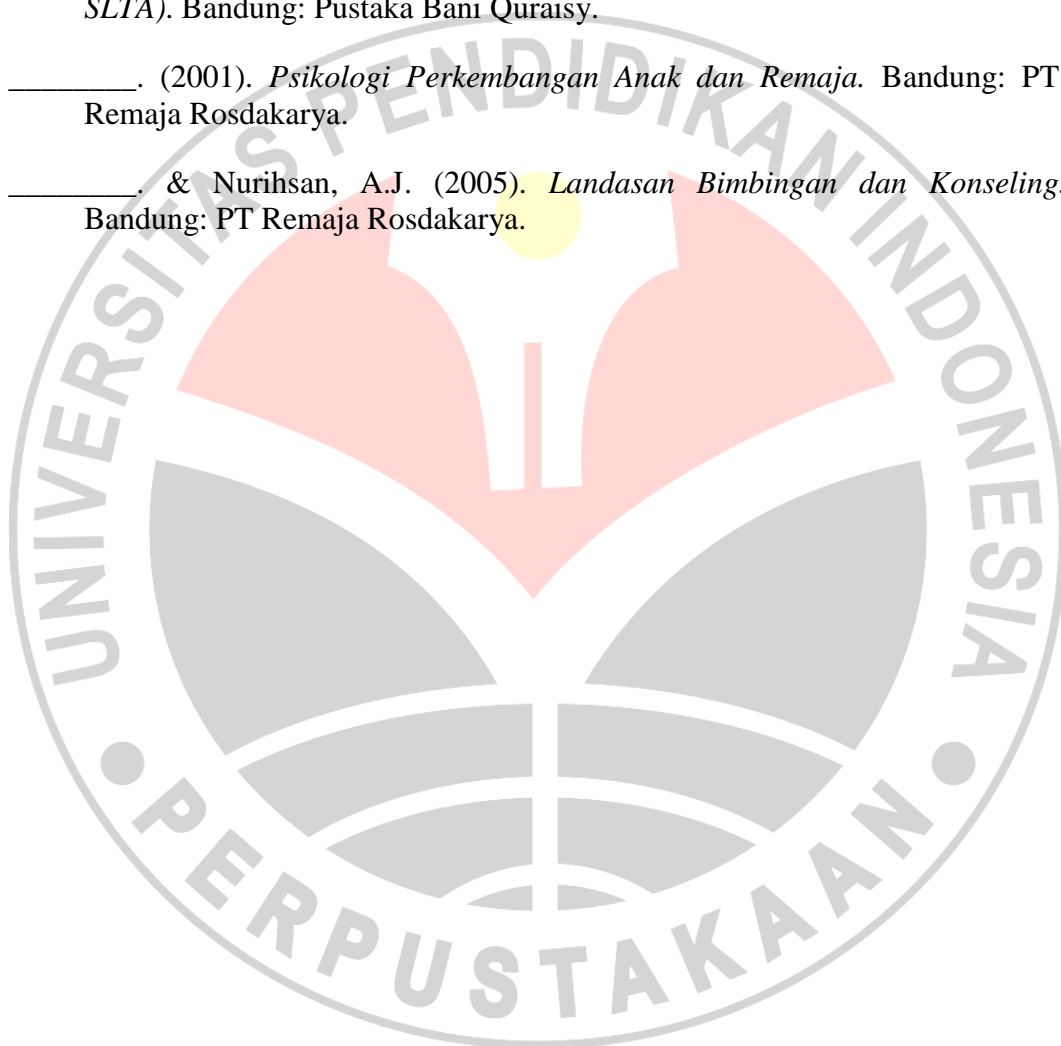 SLTA). Bandung: Pustaka Bani Quraisy.
________. (2001). Psikologi Perkembangan Anak dan Remaja. Bandung: PT
Remaja Rosdakarya.
________. & Nurihsan, A.J. (2005). Landasan Bimbingan dan Konseling.
Bandung: PT Remaja Rosdakarya.
UNIVERSITAS PENDIDIKAN INDONESIA
PERPUSTAKAAN